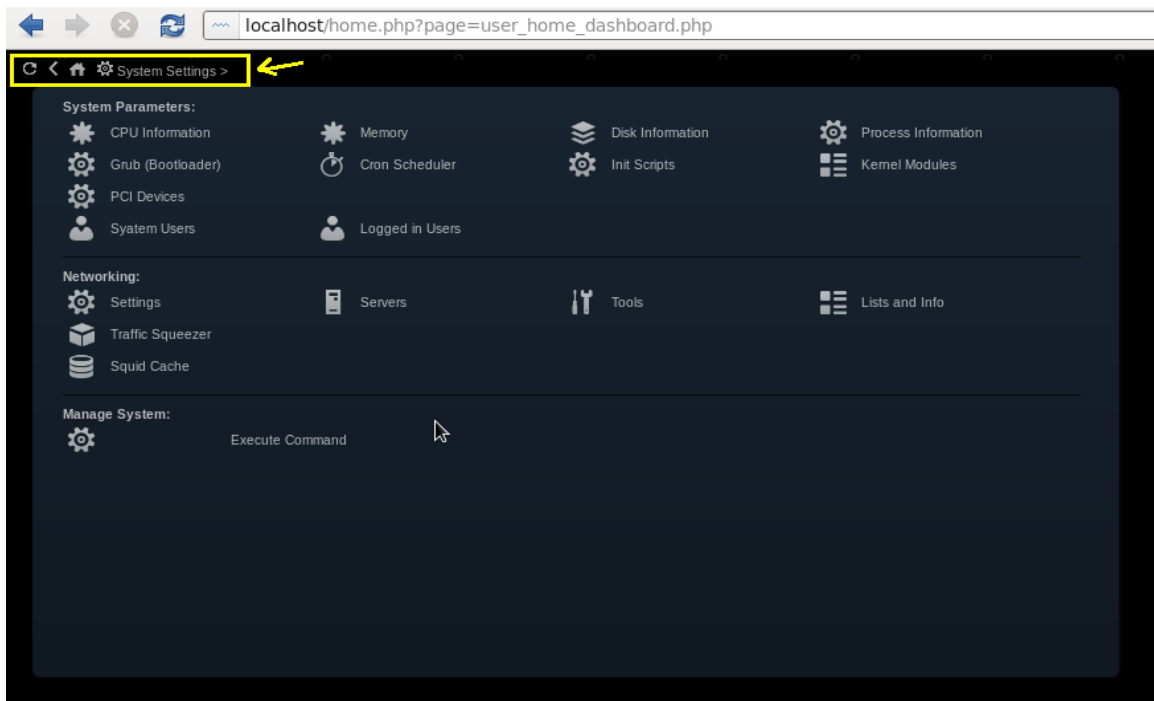 localhost/home.php?page=user_home_dashboard.php
System Settings >
System Parameters:
CPU Information Memory Disk Information Process Information
Grub (Bootloader) Cron Scheduler Init Scripts Kernel Modules
PCI Devices
Syatem Users Logged in Users
Networking:
Settings Servers Tools Lists and Info
Traffic Squeezer
Squid Cache
Manage System:
Execute Command